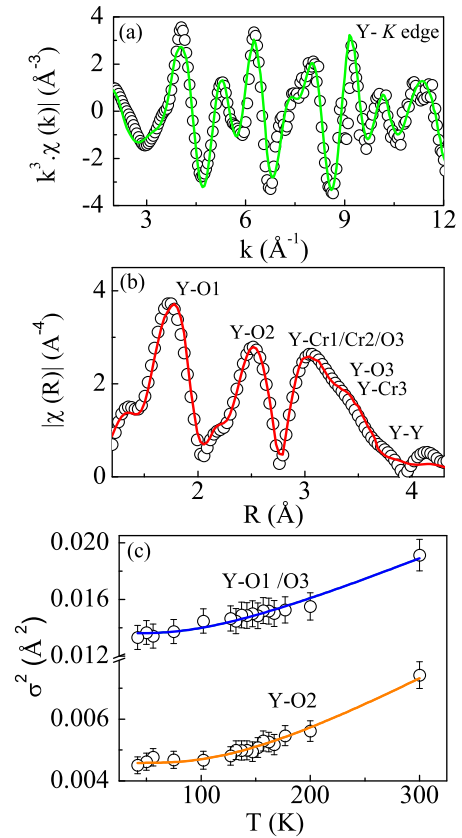 (a)
Y- K edge
4
2
0
-2
-4
k³.χ (k)| (Å⁻³)
3
6
9
12
k (Å⁻¹)
(b)
Y-O1
Y-O2
Y-Cr1/Cr2/O3
Y-O3
Y-Cr3
Y-Y
4
2
0
|χ (R)| (A⁻⁴)
2
3
4
R (Å)
(c)
Y-O1 /O3
Y-O2
0.020
0.016
0.012
0.006
0.004
σ² (Å ²)
100
200
300
T (K)